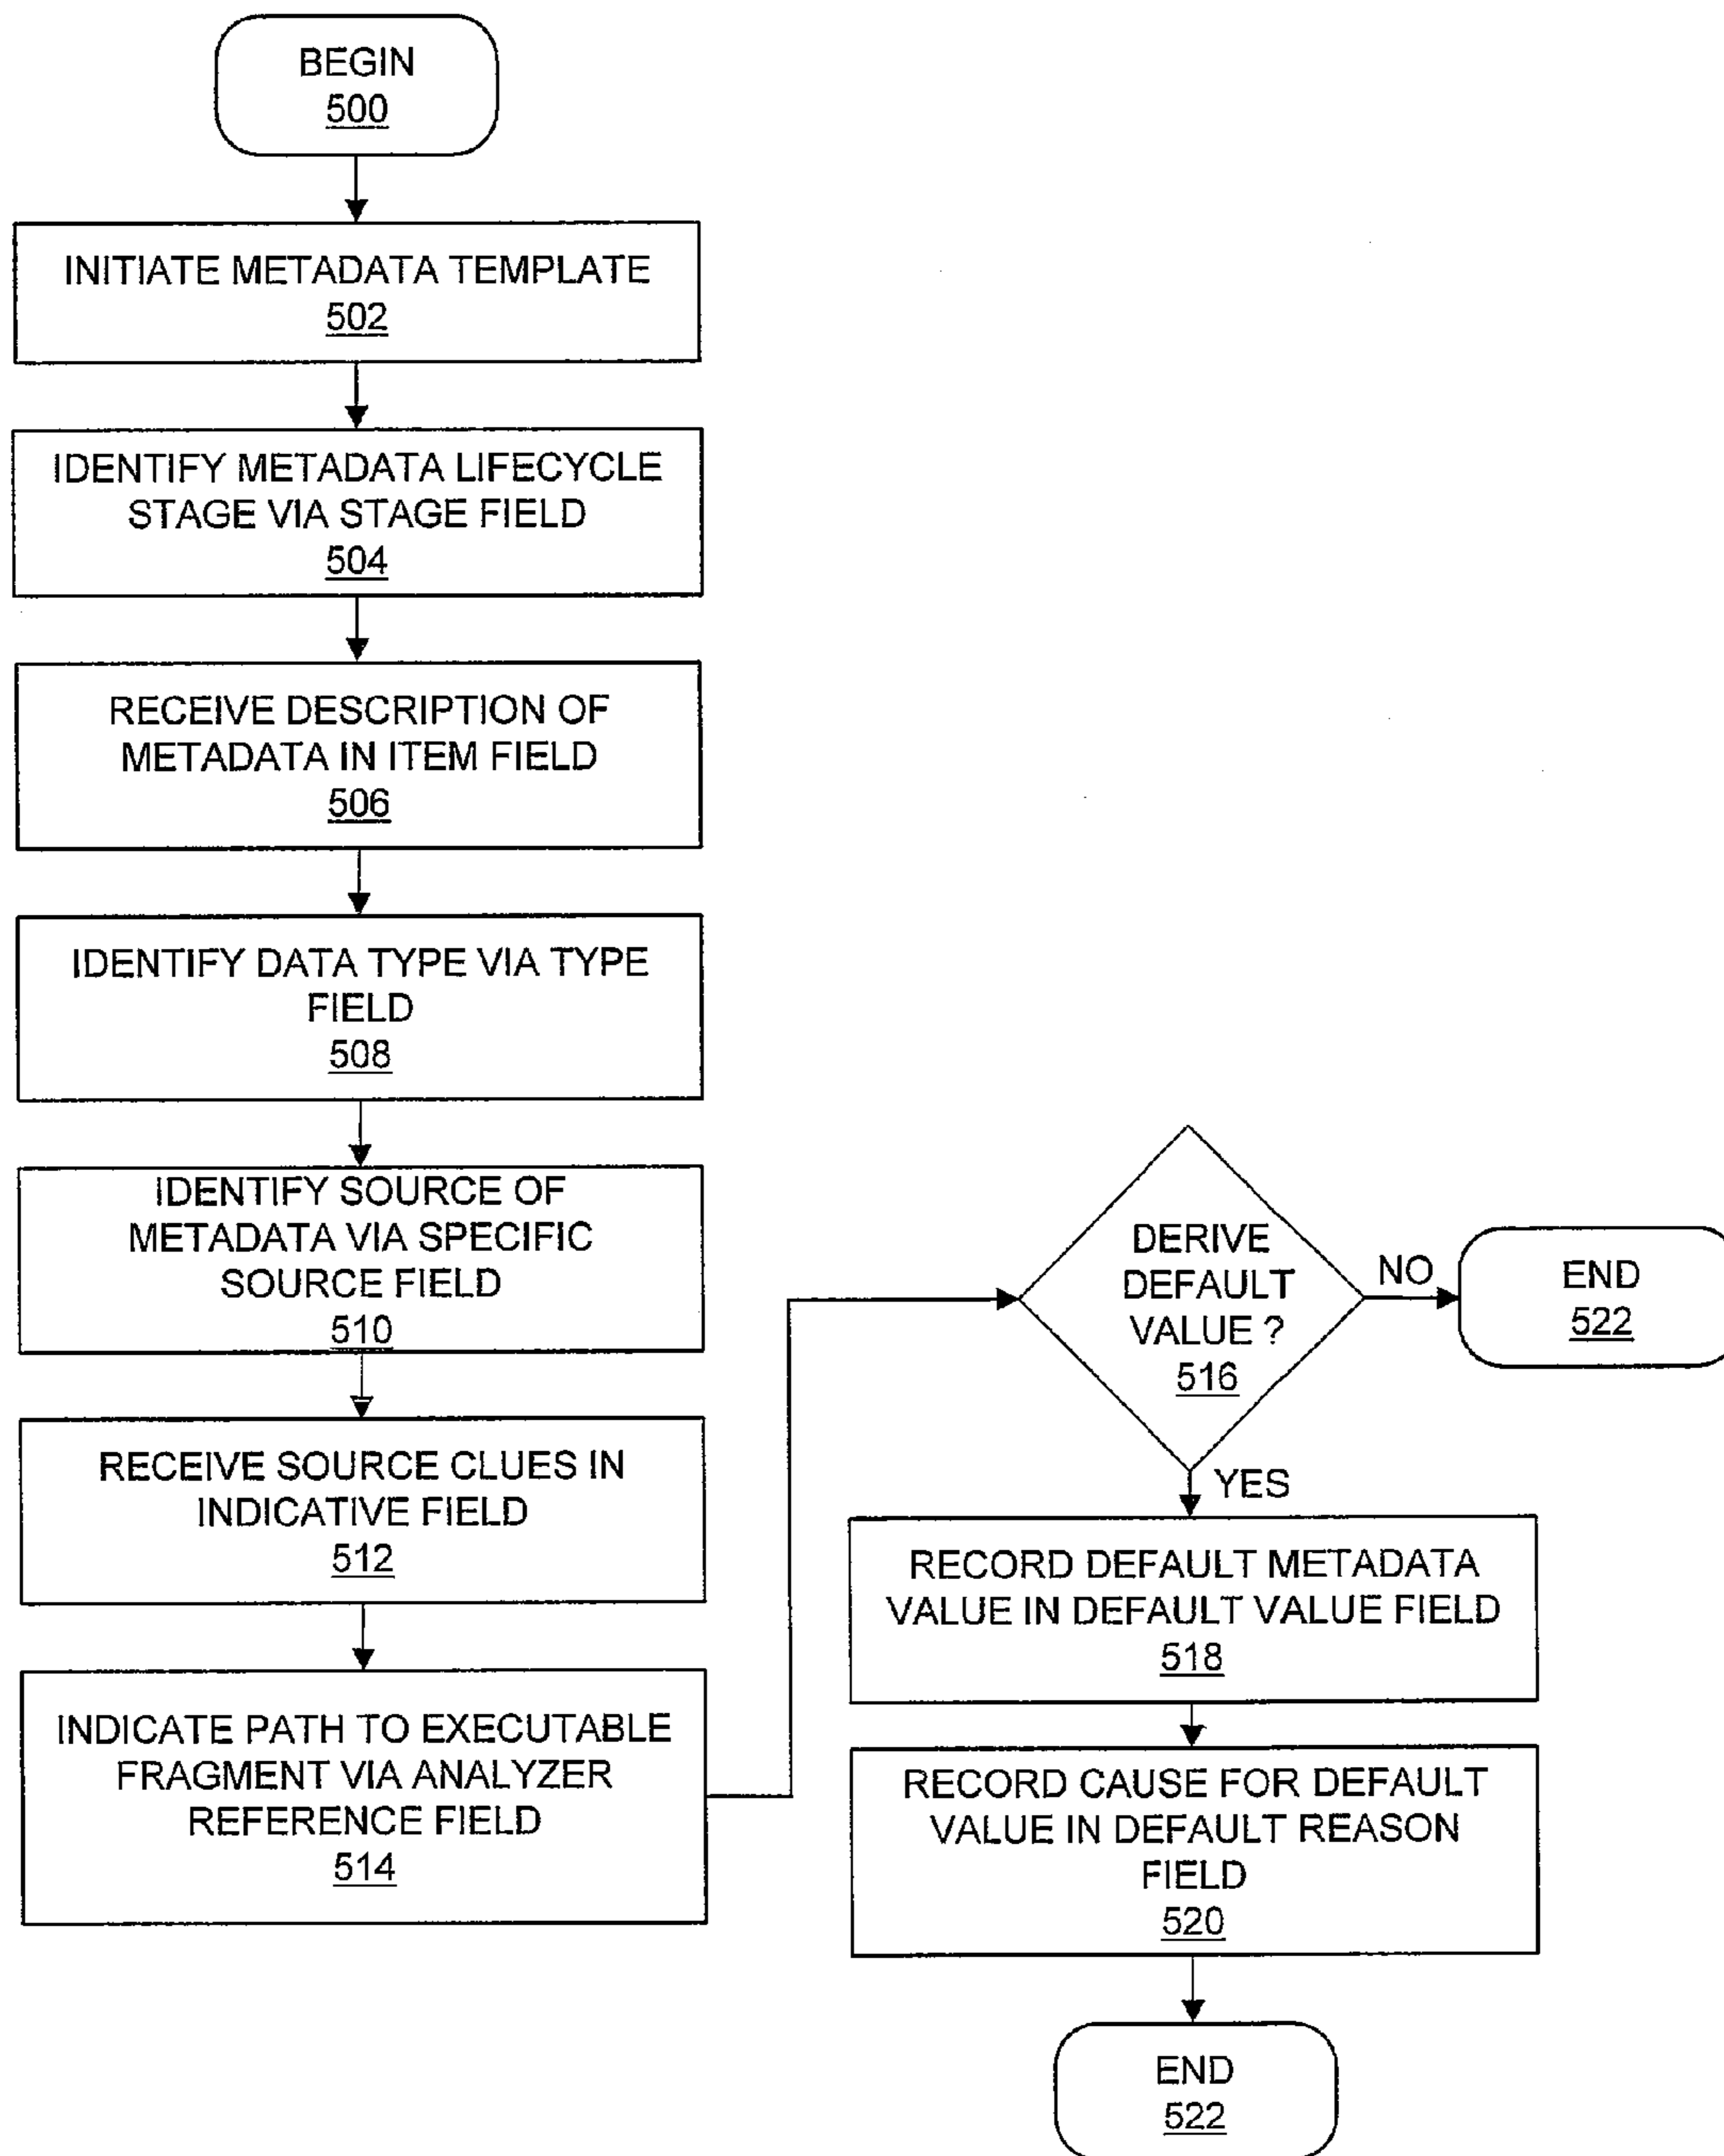 BEGIN
500
INITIATE METADATA TEMPLATE
502
IDENTIFY METADATA LIFECYCLE
STAGE VIA STAGE FIELD
504
RECEIVE DESCRIPTION OF
METADATA IN ITEM FIELD
506
IDENTIFY DATA TYPE VIA TYPE
FIELD
508
IDENTIFY SOURCE OF
METADATA VIA SPECIFIC
SOURCE FIELD
510
RECEIVE SOURCE CLUES IN
INDICATIVE FIELD
512
INDICATE PATH TO EXECUTABLE
FRAGMENT VIA ANALYZER
REFERENCE FIELD
514
DERIVE
DEFAULT
VALUE ?
516
NO
END
522
YES
RECORD DEFAULT METADATA
VALUE IN DEFAULT VALUE FIELD
518
RECORD CAUSE FOR DEFAULT
VALUE IN DEFAULT REASON
FIELD
520
END
522